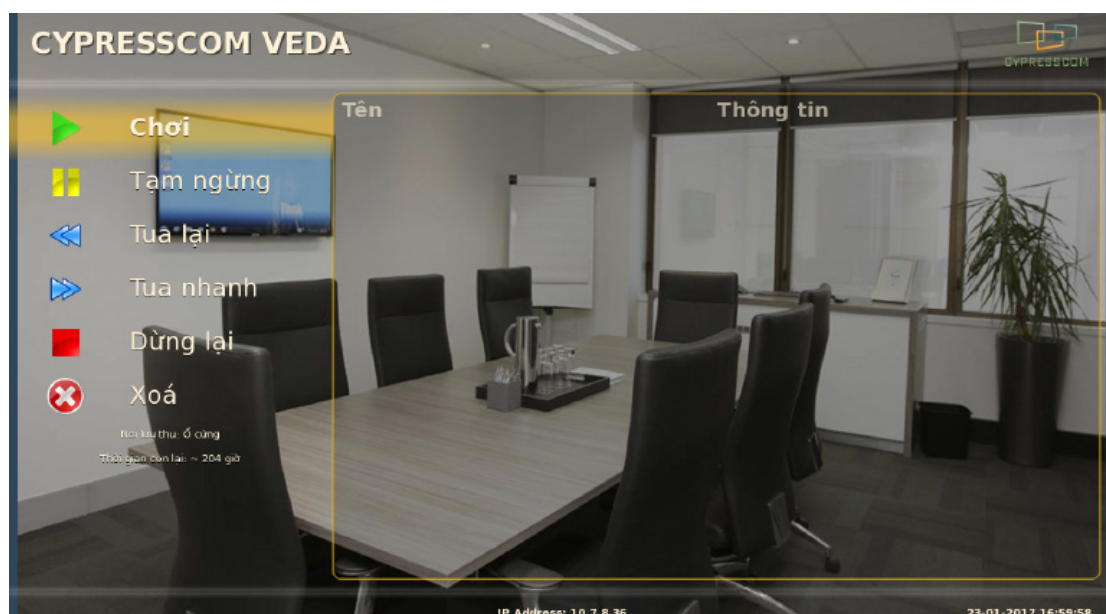 CYPRESSCOM VEDA
CYPRESSCOM
Tên Thông tin
Chơi
Tạm ngừng
Tua lại
Tua nhanh
Dừng lại
Xoá
Nơi lưu thu: Ổ cứng
Thời gian còn lại: ~ 204 giờ
IP Address: 10.7.8.36
23-01-2017 16:59:58